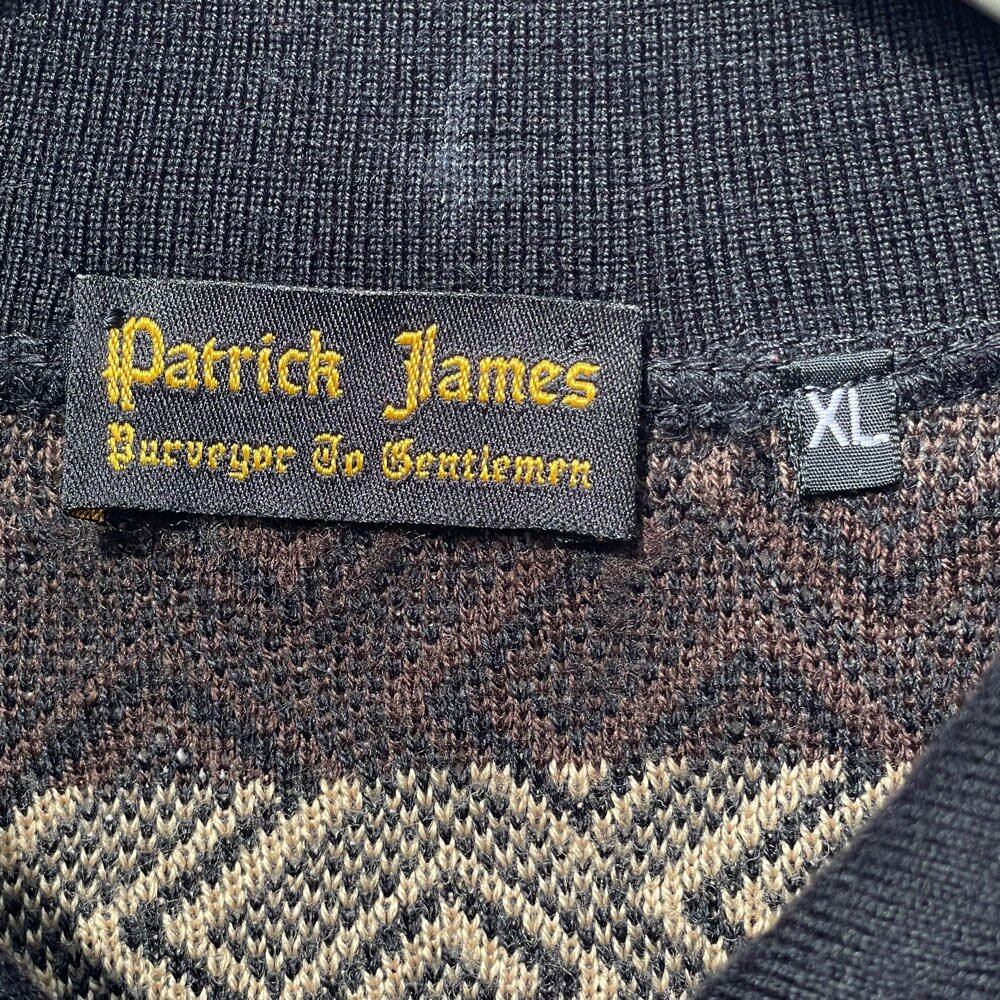 Patrick James
Purveyor To Gentlemen
XL